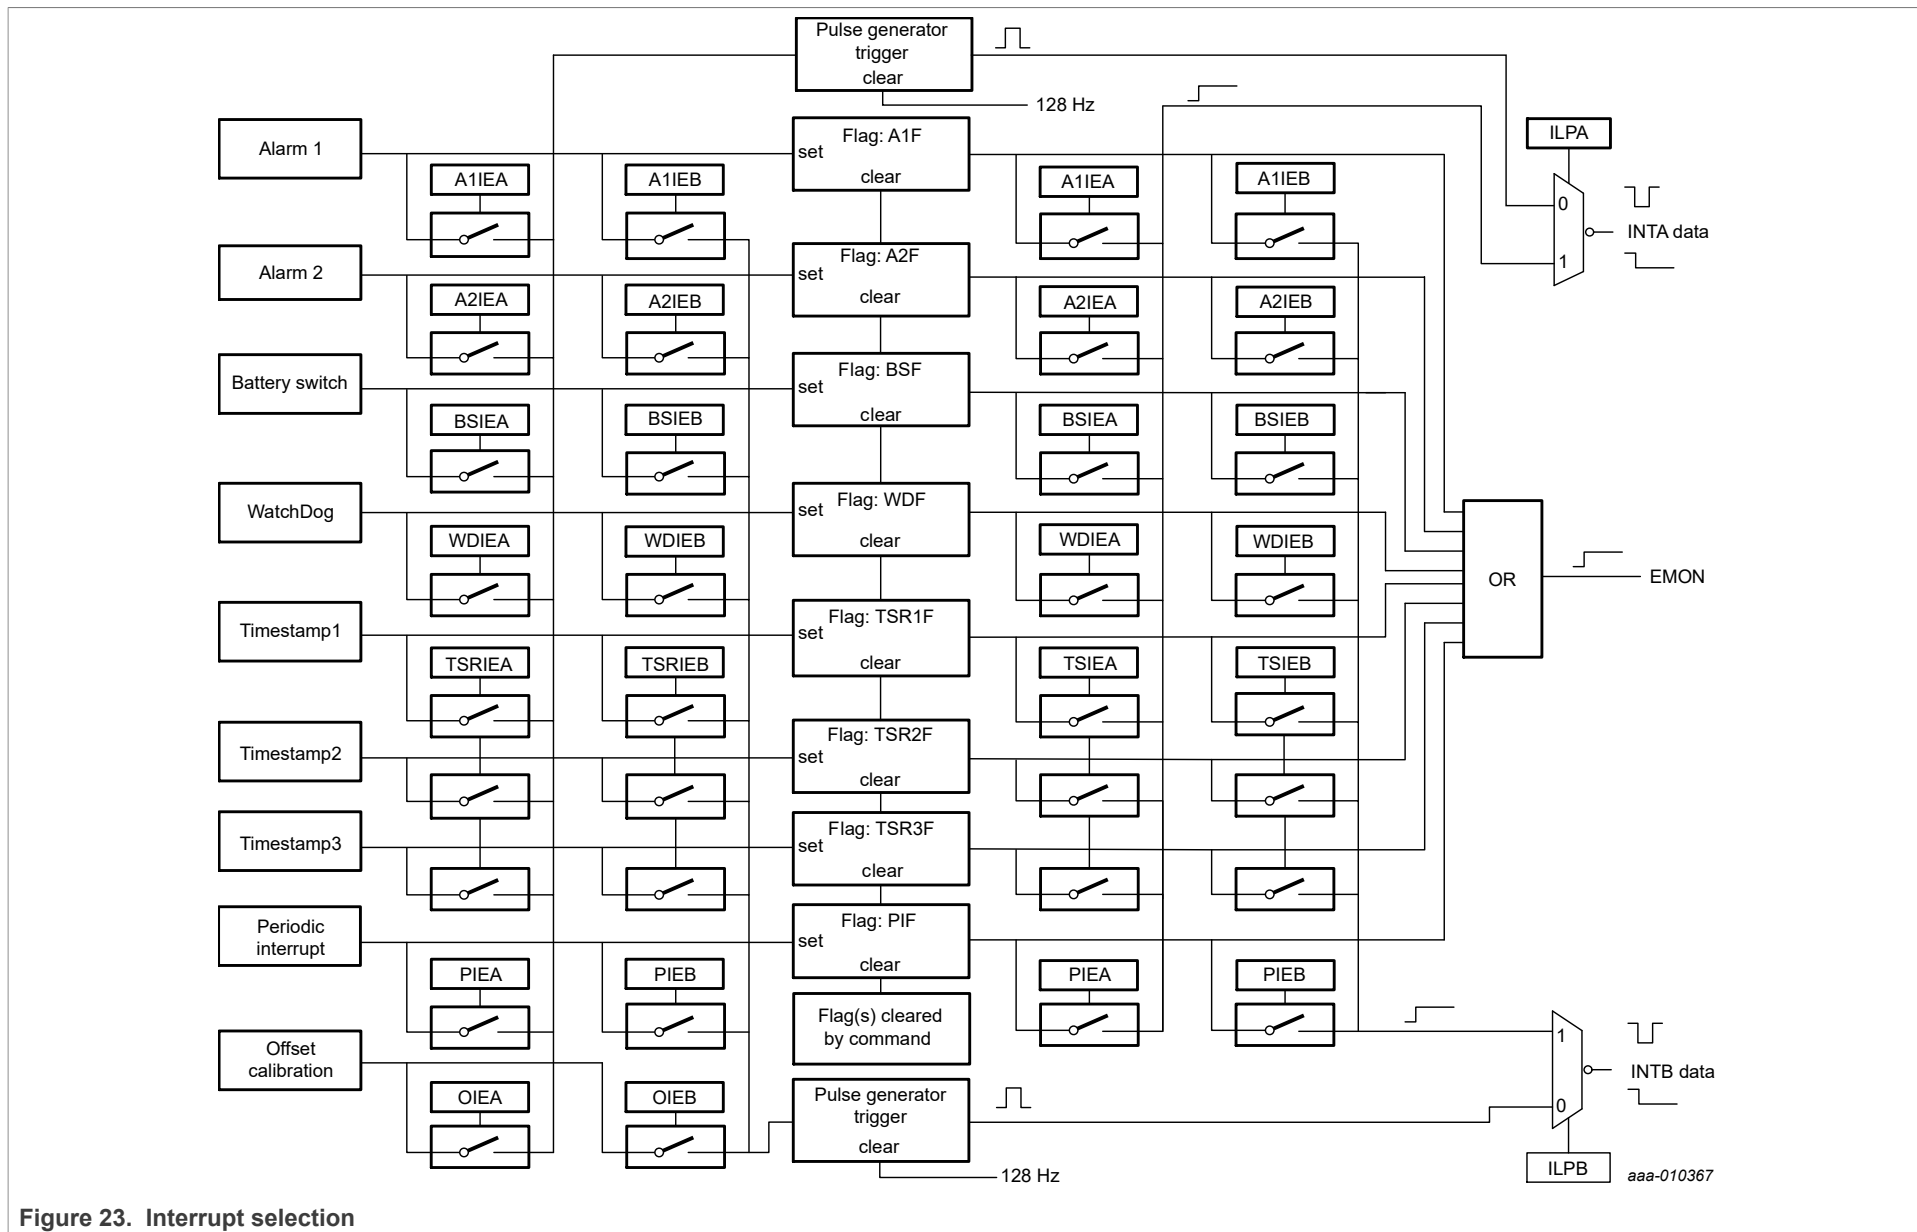 Pulse generator
trigger
clear
128 Hz
Alarm 1
set
Flag: A1F
clear
A1IEA
A1IEB
A1IEA
A1IEB
ILPA
0
1
INTA data
Alarm 2
set
Flag: A2F
clear
A2IEA
A2IEB
A2IEA
A2IEB
Battery switch
set
Flag: BSF
clear
BSIEA
BSIEB
BSIEA
BSIEB
WatchDog
set
Flag: WDF
clear
WDIEA
WDIEB
WDIEA
WDIEB
OR
EMON
Timestamp1
set
Flag: TSR1F
clear
TSRIEA
TSRIEB
TSIEA
TSIEB
Timestamp2
set
Flag: TSR2F
clear
Timestamp3
set
Flag: TSR3F
clear
Periodic
interrupt
set
Flag: PIF
clear
PIEA
PIEB
PIEA
PIEB
Flag(s) cleared
by command
Offset
calibration
OIEA
OIEB
Pulse generator
trigger
clear
128 Hz
1
0
INTB data
ILPB
aaa-010367
Figure 23. Interrupt selection